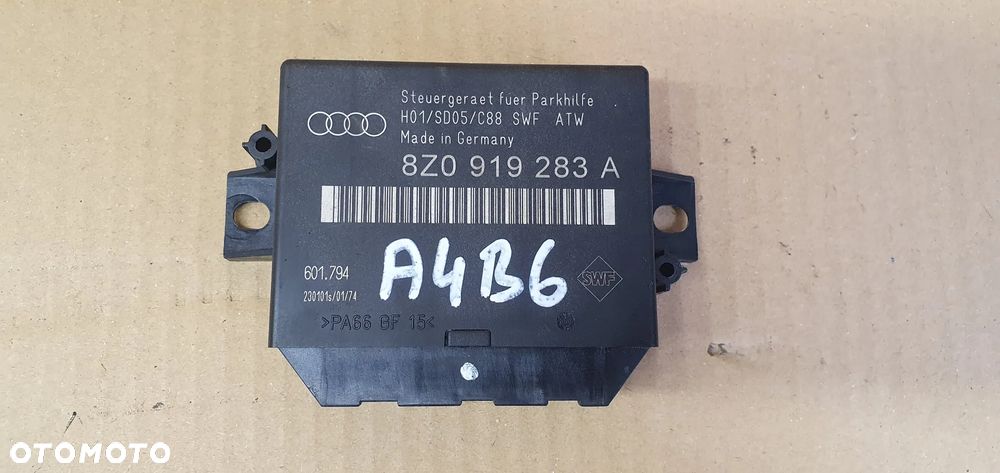 Steuergeraet fuer Parkhilfe
H01/SD05/C88 SWF ATW
Made in Germany
8Z0 919 283 A
601.794
230101s/01/74
A4B6
SWF
>PA66 GF 15<
OTOMOTO